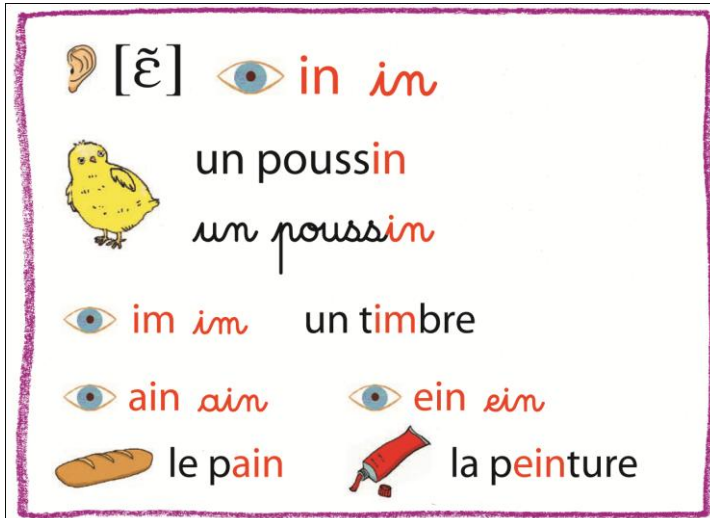 [ɛ̃] in in
un poussin
un poussin
im im un timbre
ain ain ein ein
le pain la peinture